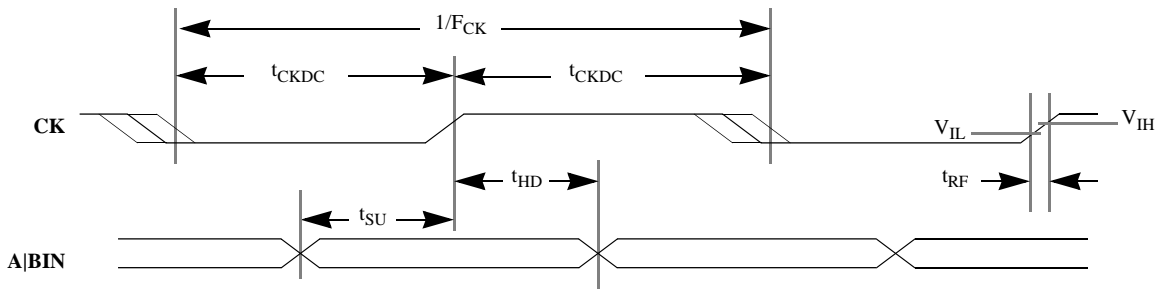 1/F_CK
t_CKDC t_CKDC
CK
V_IL V_IH
t_HD t_RF
t_SU
A|BIN